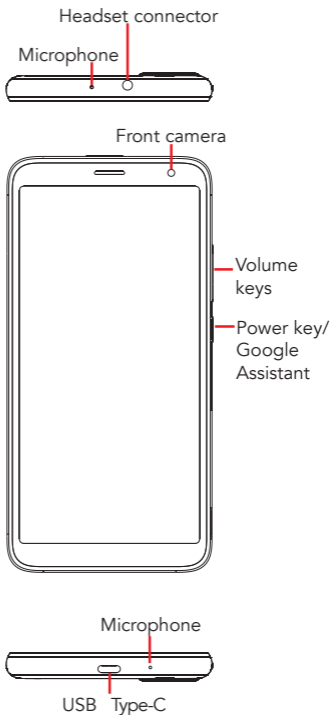 Headset connector
Microphone
Front camera
Volume
keys
Power key/
Google
Assistant
Microphone
USB Type-C